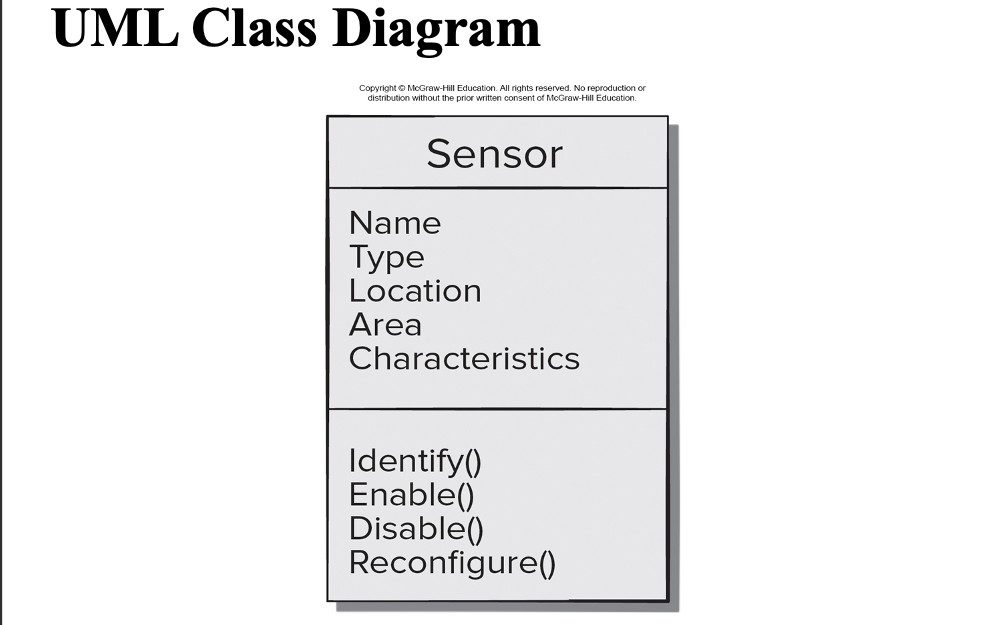 UML Class Diagram
Copyright © McGraw-Hill Education. All rights reserved. No reproduction or
distribution without the prior written consent of McGraw-Hill Education.
Sensor
Name
Type
Location
Area
Characteristics
Identify()
Enable()
Disable()
Reconfigure()